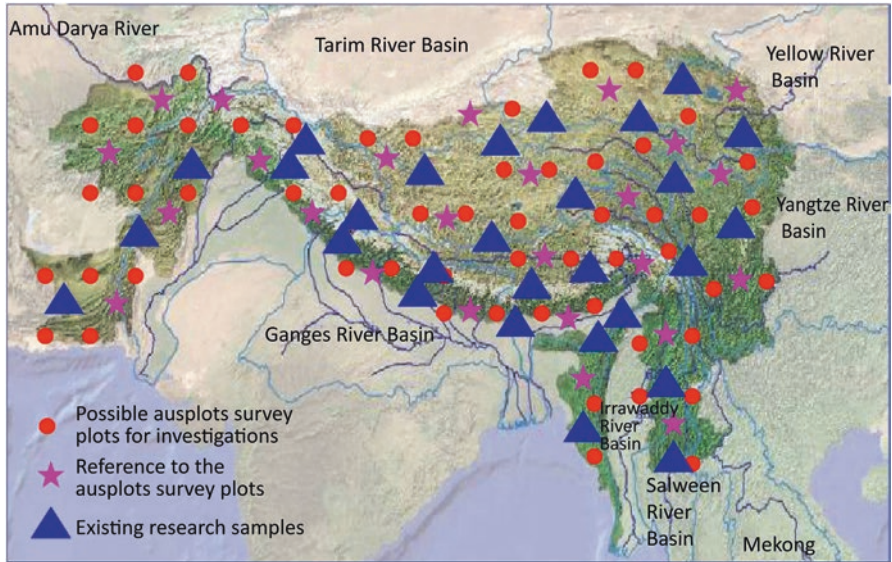 Amu Darya River
Tarim River Basin
Yellow River
Basin
Yangtze River
Basin
Ganges River Basin
Irrawaddy
River
Basin
Salween
River
Basin
Mekong
Possible ausplots survey
plots for investigations
Reference to the
ausplots survey plots
Existing research samples